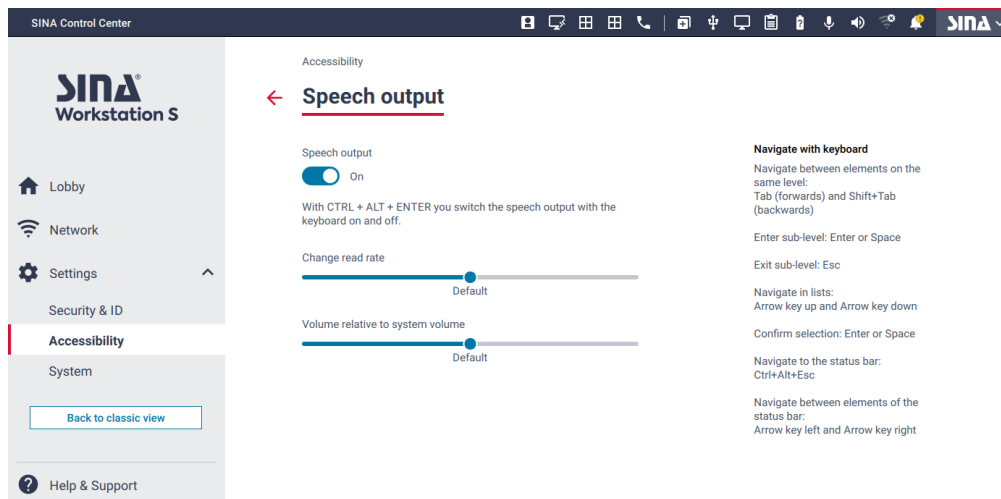 SINA Control Center
SINA
SINA
Workstation S
Lobby
Network
Settings
Security & ID
Accessibility
System
Back to classic view
Help & Support
Accessibility
Speech output
Speech output
On
With CTRL + ALT + ENTER you switch the speech output with the
keyboard on and off.
Change read rate
Default
Volume relative to system volume
Default
Navigate with keyboard
Navigate between elements on the
same level:
Tab (forwards) and Shift+Tab
(backwards)
Enter sub-level: Enter or Space
Exit sub-level: Esc
Navigate in lists:
Arrow key up and Arrow key down
Confirm selection: Enter or Space
Navigate to the status bar:
Ctrl+Alt+Esc
Navigate between elements of the
status bar:
Arrow key left and Arrow key right